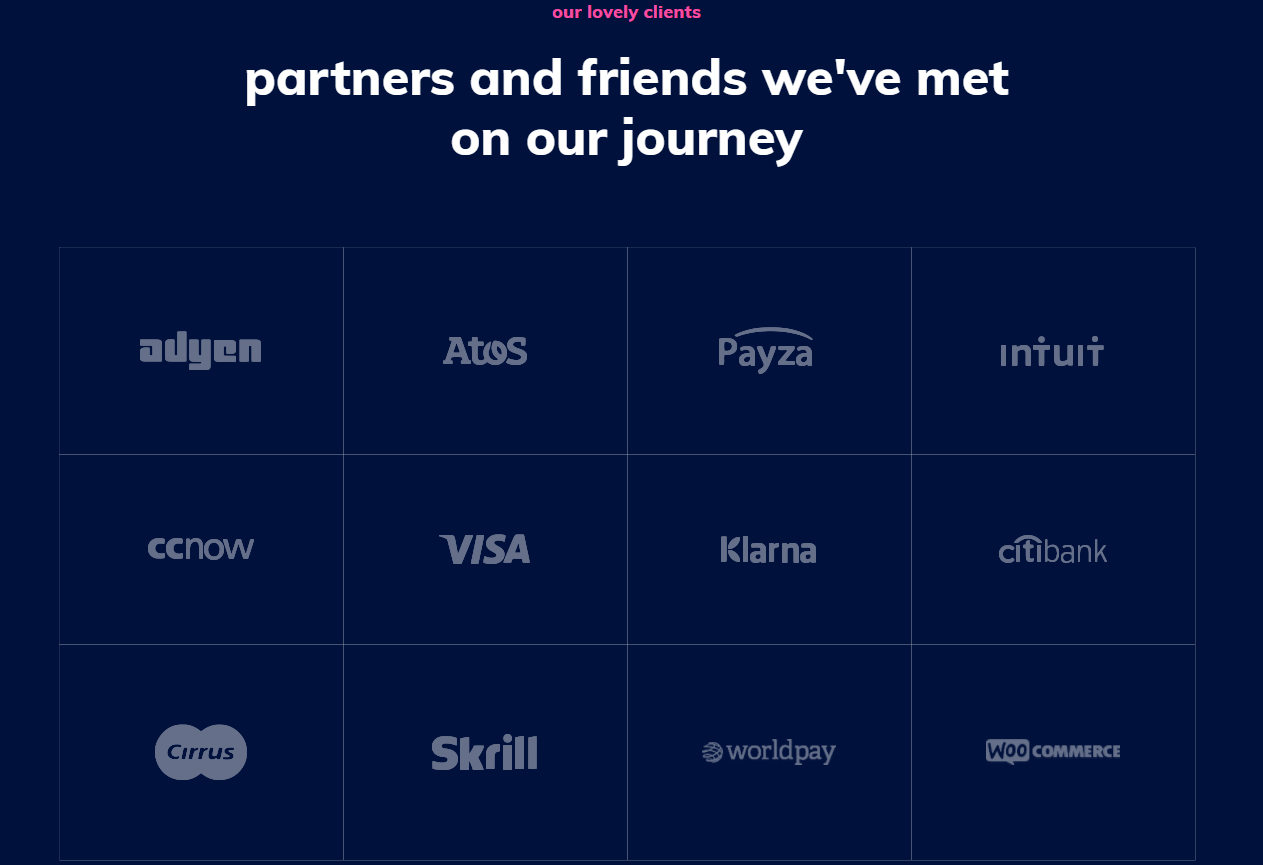 our lovely clients
partners and friends we've met
on our journey
adyen
Atos
Payza
intuit
ccnow
VISA
Klarna
citibank
Cirrus
Skrill
worldpay
WOO COMMERCE